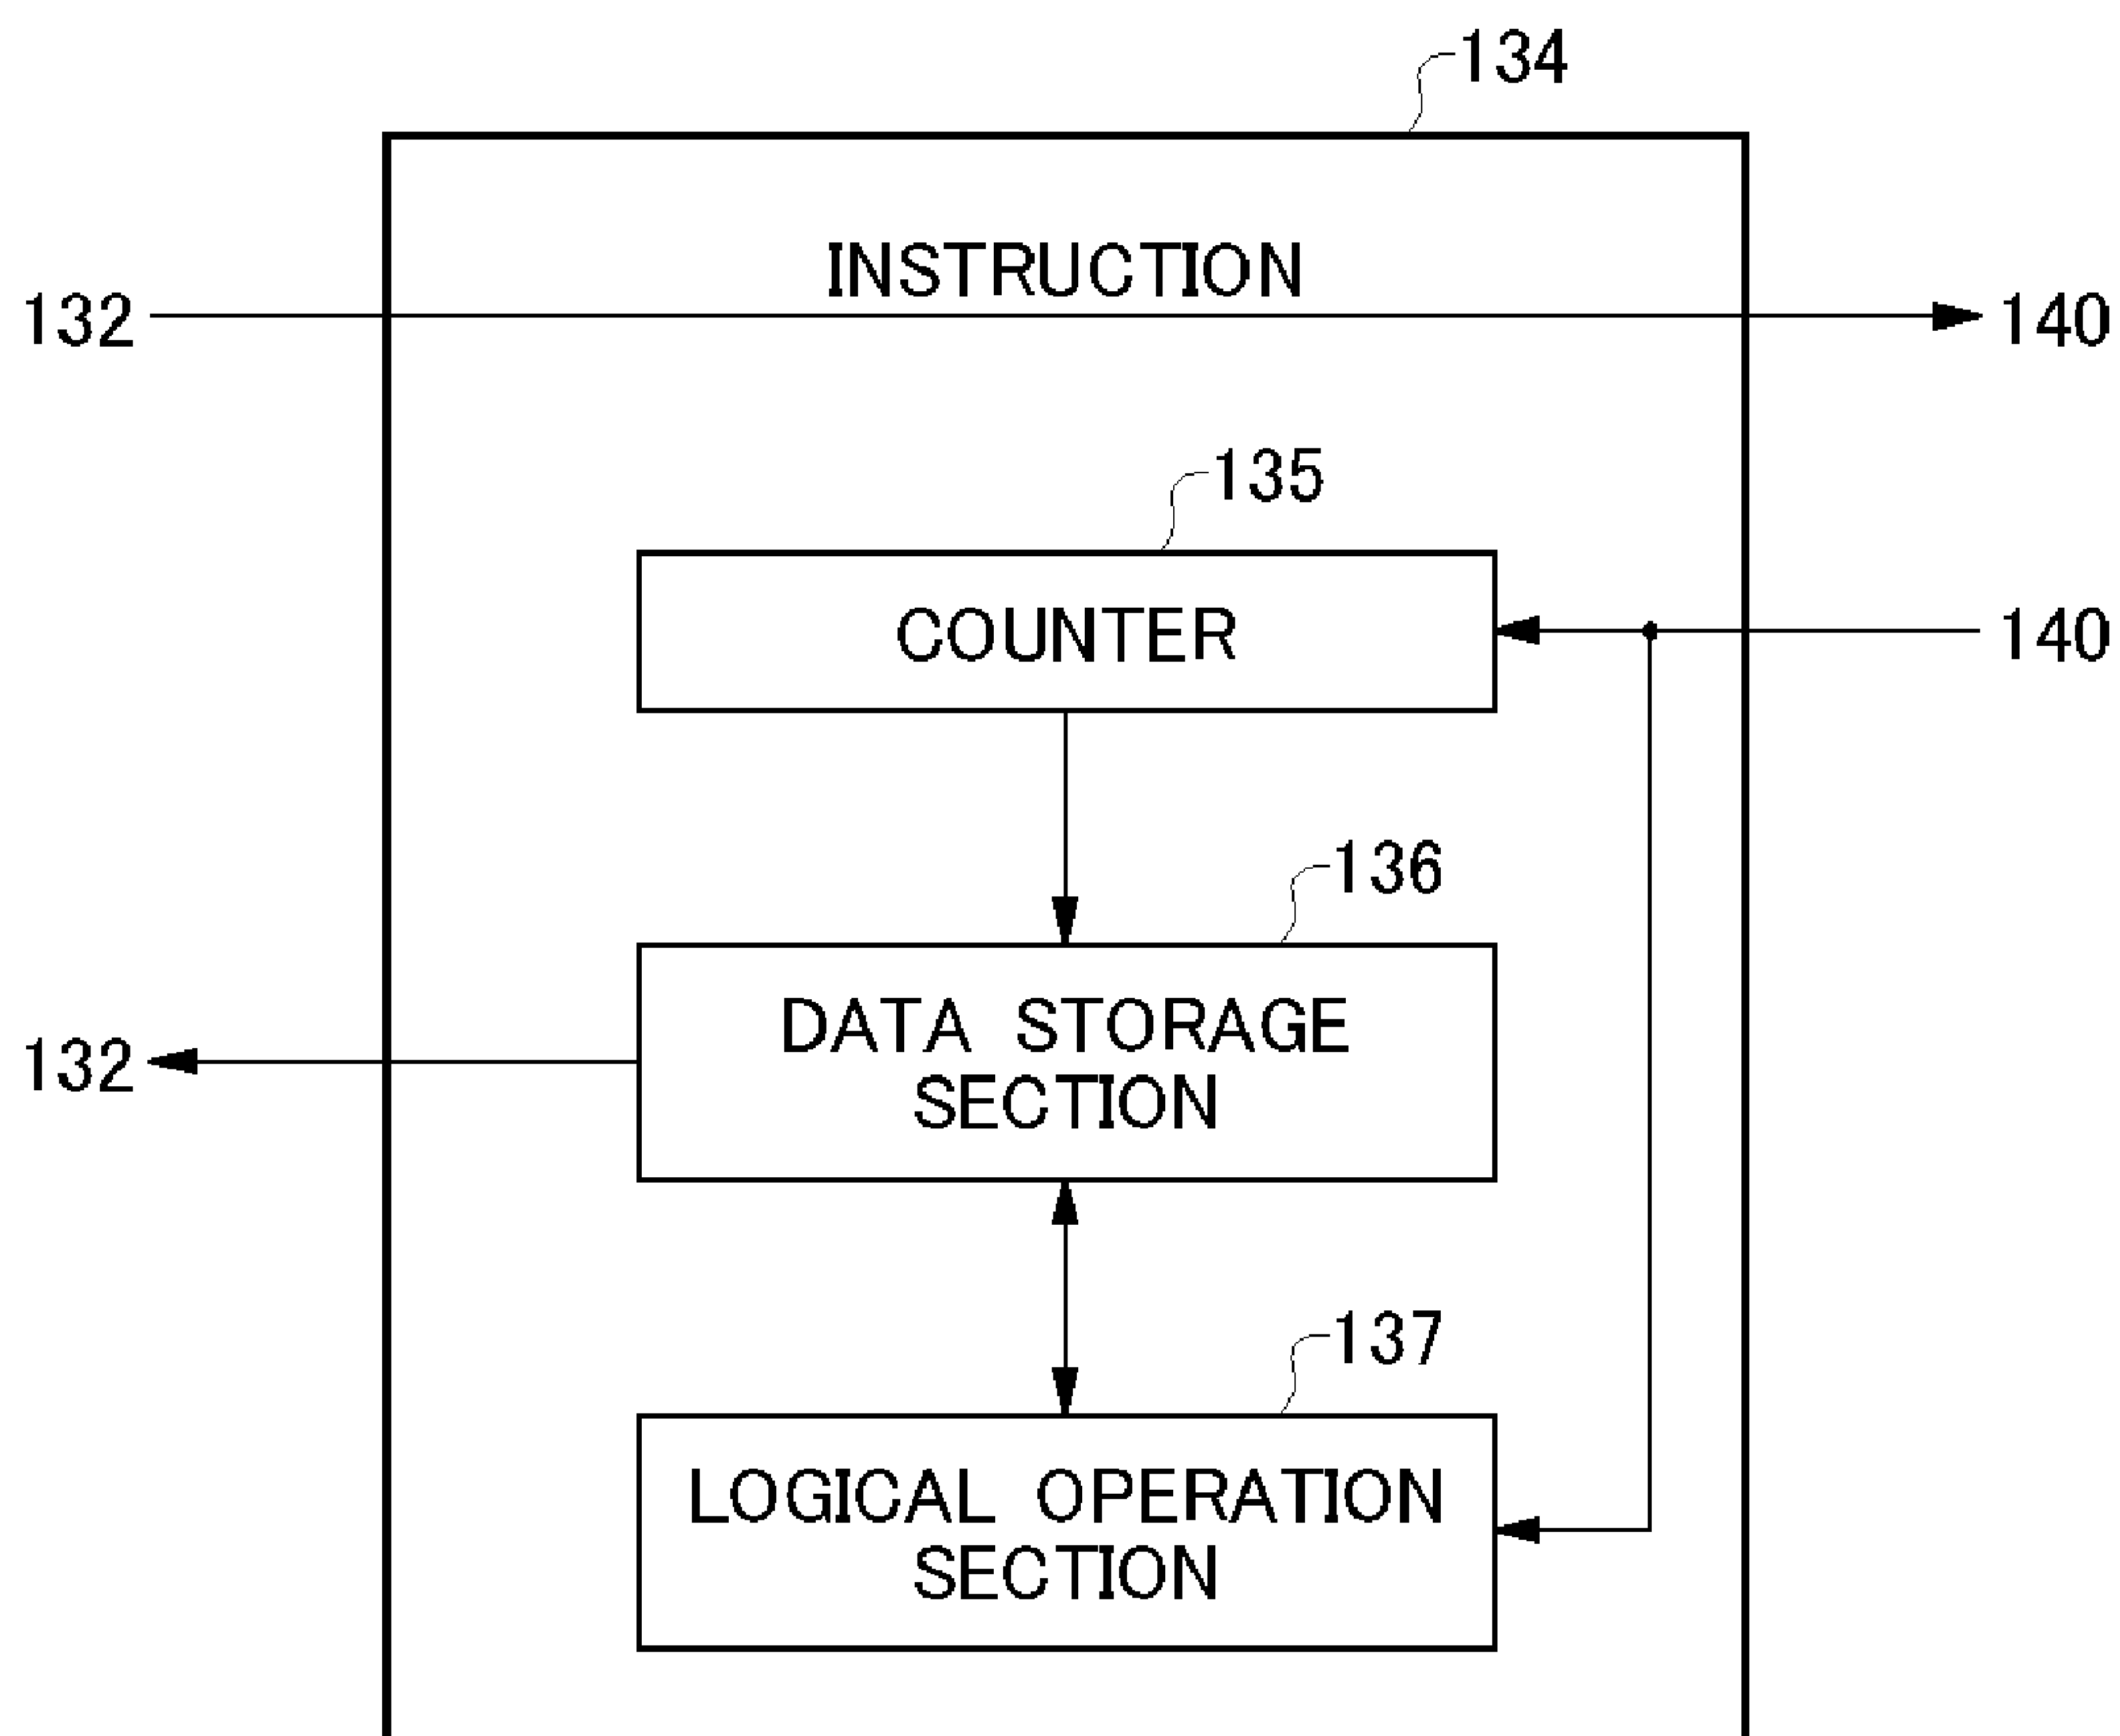 134
INSTRUCTION
132
140
135
COUNTER
140
136
DATA STORAGE
SECTION
132
137
LOGICAL OPERATION
SECTION